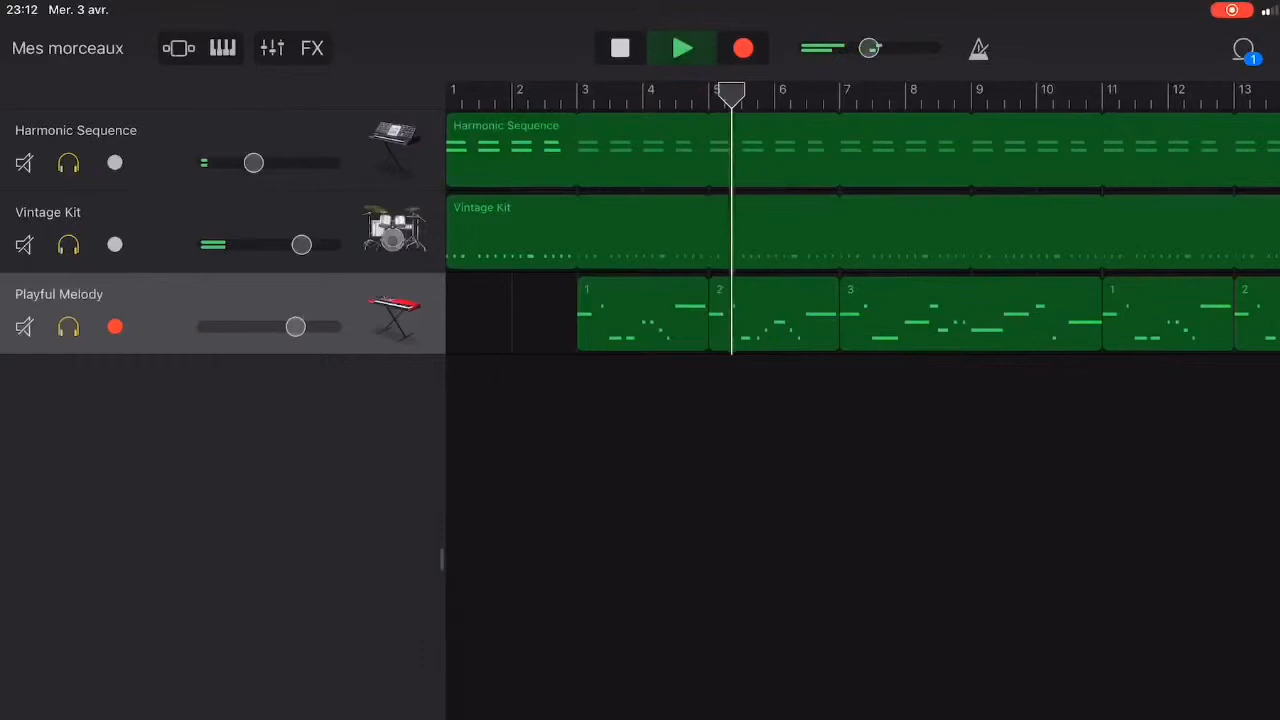 23:12 Mer. 3 avr.
Mes morceaux FX 1
1 2 3 4 5 6 7 8 9 10 11 12 13
Harmonic Sequence
Harmonic Sequence
Vintage Kit
Vintage Kit
Playful Melody
1 2 3 1 2